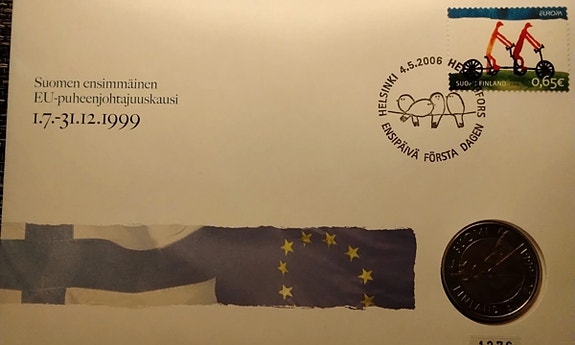 Suomen ensimmäinen
EU-puheenjohtajuuskausi
1.7.-31.12.1999
EUROPA
FINLAND 0,65€
HELSINKI 4.5.2006
ENSIPÄIVÄ FÖRSTA DAGEN
SUOMI
FINLAND